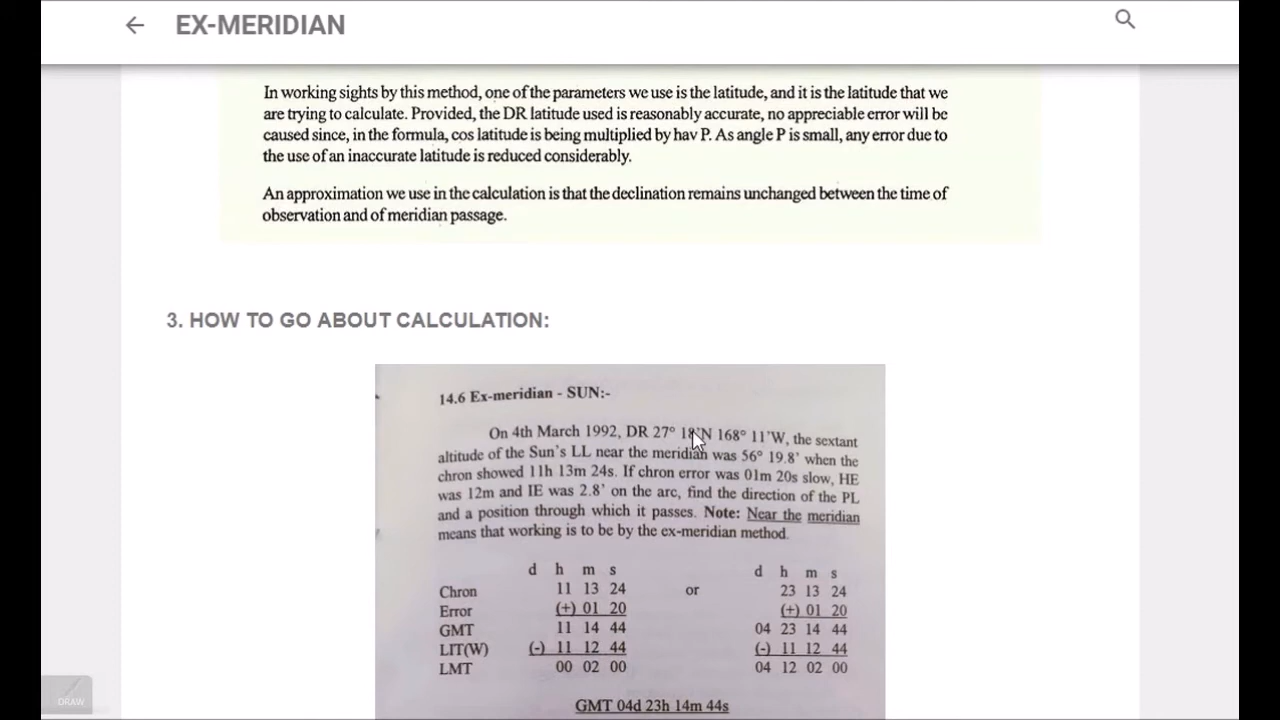 EX-MERIDIAN
In working sights by this method, one of the parameters we use is the latitude, and it is the latitude that we
are trying to calculate. Provided, the DR latitude used is reasonably accurate, no appreciable error will be
caused since, in the formula, cos latitude is being multiplied by hav P. As angle P is small, any error due to
the use of an inaccurate latitude is reduced considerably.
An approximation we use in the calculation is that the declination remains unchanged between the time of
observation and of meridian passage.
3. HOW TO GO ABOUT CALCULATION:
14.6 Ex-meridian - SUN:-
On 4th March 1992, DR 27° 18'N 168° 11'W, the sextant
altitude of the Sun's LL near the meridian was 56° 19.8' when the
chron showed 11h 13m 24s. If chron error was 01m 20s slow, HE
was 12m and IE was 2.8' on the arc, find the direction of the PL
and a position through which it passes. Note: Near the meridian
means that working is to be by the ex-meridian method.
d h m s d h m s
Chron 11 13 24 or 23 13 24
Error (+) 01 20 (+) 01 20
GMT 11 14 44 04 23 14 44
LIT(W) (-) 11 12 44 (-) 11 12 44
LMT 00 02 00 04 12 02 00
GMT 04d 23h 14m 44s
DRAW